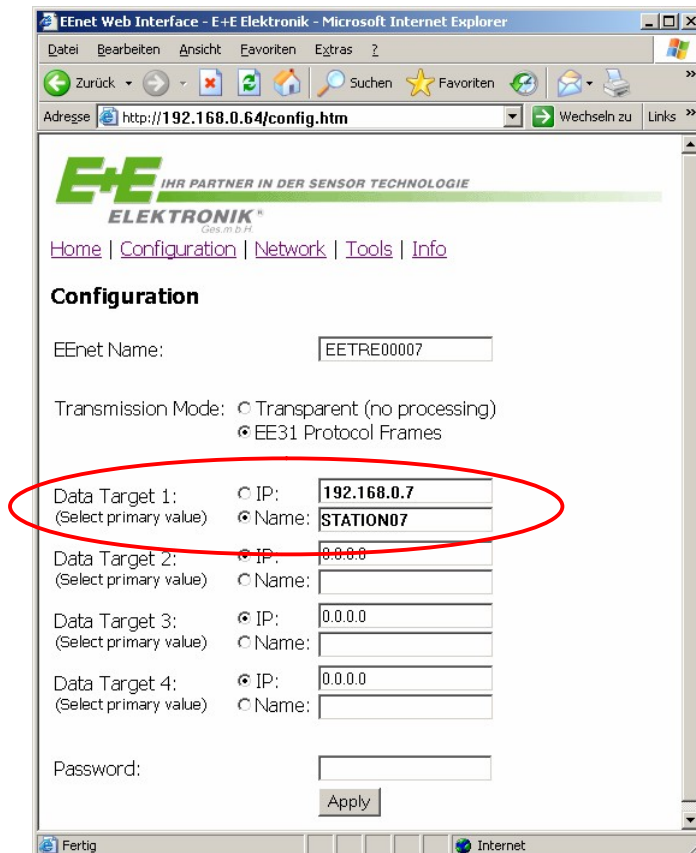 EEnet Web Interface - E+E Elektronik - Microsoft Internet Explorer
Datei Bearbeiten Ansicht Favoriten Extras ?
Zurück Suchen Favoriten »
Adresse http://192.168.0.64/config.htm Wechseln zu Links »
E+E IHR PARTNER IN DER SENSOR TECHNOLOGIE
ELEKTRONIK®
Ges.m.b.H.
Home | Configuration | Network | Tools | Info
Configuration
EEnet Name: EETRE00007
Transmission Mode: Transparent (no processing)
EE31 Protocol Frames
Data Target 1: IP: 192.168.0.7
(Select primary value) Name: STATION07
Data Target 2: IP: 0.0.0.0
(Select primary value) Name:
Data Target 3: IP: 0.0.0.0
(Select primary value) Name:
Data Target 4: IP: 0.0.0.0
(Select primary value) Name:
Password:
Apply
Fertig Internet